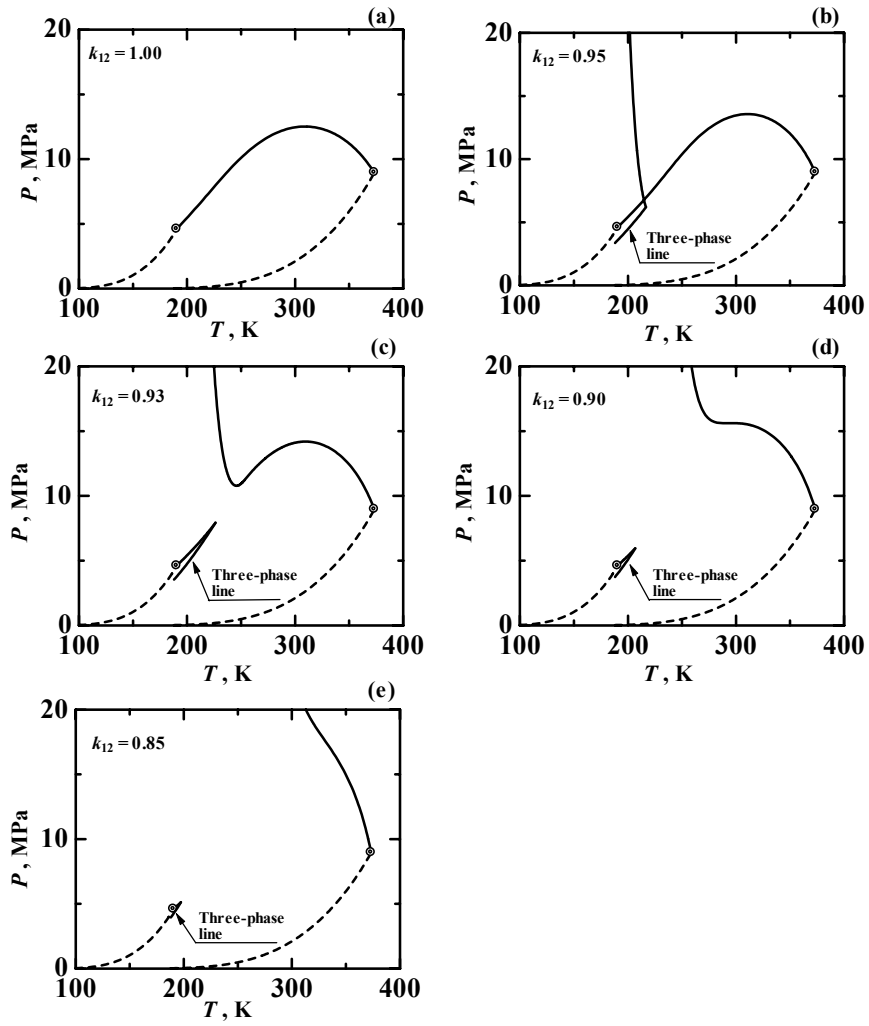 (a)
k12 = 1.00
20
10
0
P, MPa
100 200 300 400
T, K
(b)
k12 = 0.95
20
10
0
P, MPa
Three-phase
line
100 200 300 400
T, K
(c)
k12 = 0.93
20
10
0
P, MPa
Three-phase
line
100 200 300 400
T, K
(d)
k12 = 0.90
20
10
0
P, MPa
Three-phase
line
100 200 300 400
T, K
(e)
k12 = 0.85
20
10
0
P, MPa
Three-phase
line
100 200 300 400
T, K